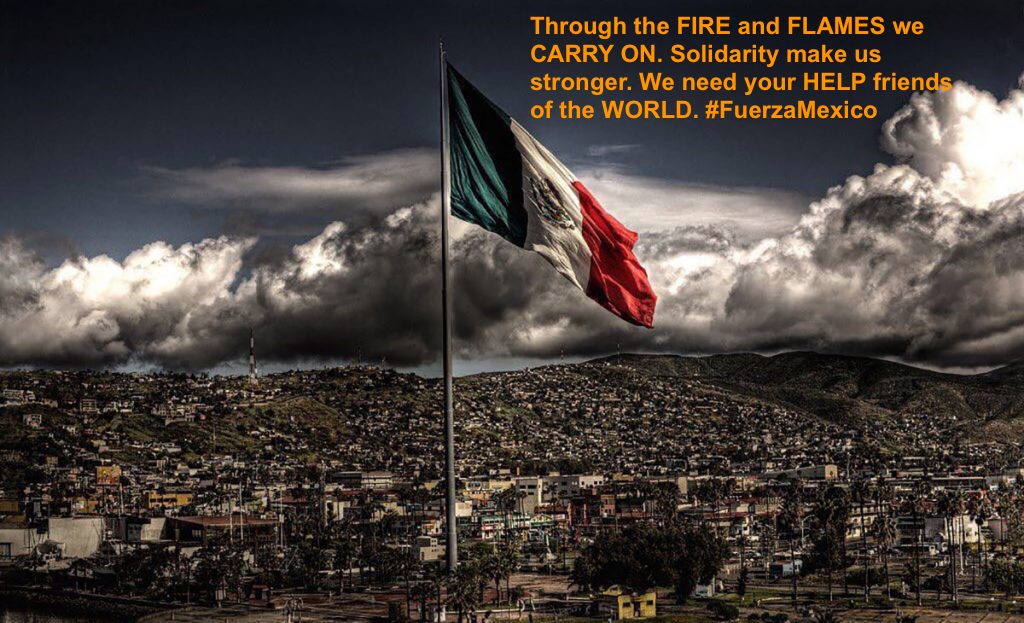 Through the FIRE and FLAMES we
CARRY ON. Solidarity make us
stronger. We need your HELP friends
of the WORLD. #FuerzaMexico